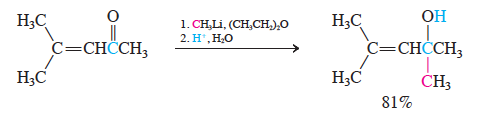 H₃C O 1. CH₃Li, (CH₃CH₂)₂O H₃C OH
C=CHCCH₃ 2. H⁺, H₂O C=CHCCH₃
H₃C H₃C CH₃
81%